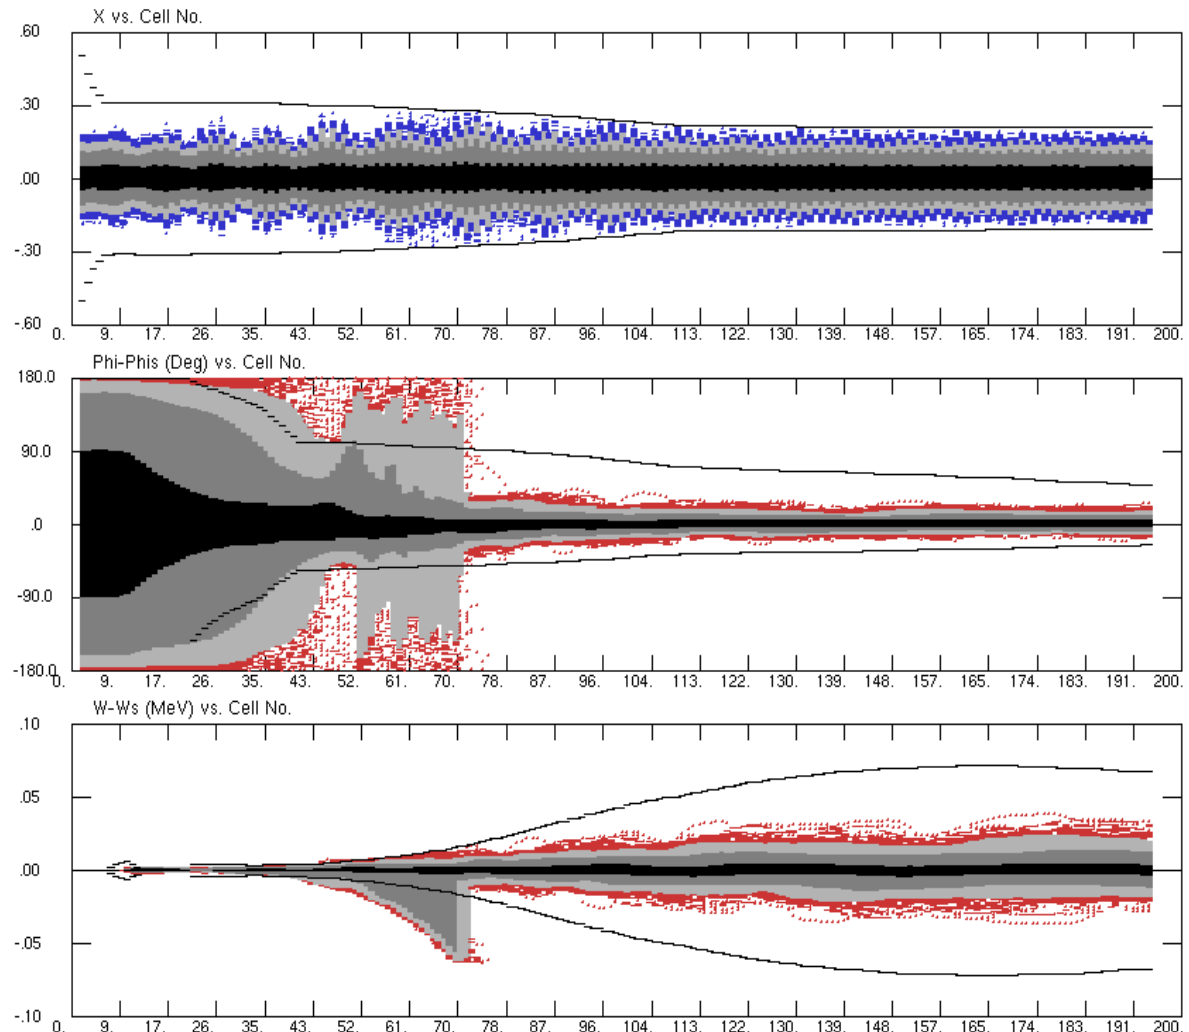 X vs. Cell No.
.60
.30
.00
-.30
-.60
0. 9. 17. 26. 35. 43. 52. 61. 70. 78. 87. 96. 104. 113. 122. 130. 139. 148. 157. 165. 174. 183. 191. 200.
Phi-Phis (Deg) vs. Cell No.
180.0
90.0
.0
-90.0
-180.0
0. 9. 17. 26. 35. 43. 52. 61. 70. 78. 87. 96. 104. 113. 122. 130. 139. 148. 157. 165. 174. 183. 191. 200.
W-Ws (MeV) vs. Cell No.
.10
.05
.00
-.05
-.10
0. 9. 17. 26. 35. 43. 52. 61. 70. 78. 87. 96. 104. 113. 122. 130. 139. 148. 157. 165. 174. 183. 191. 200.